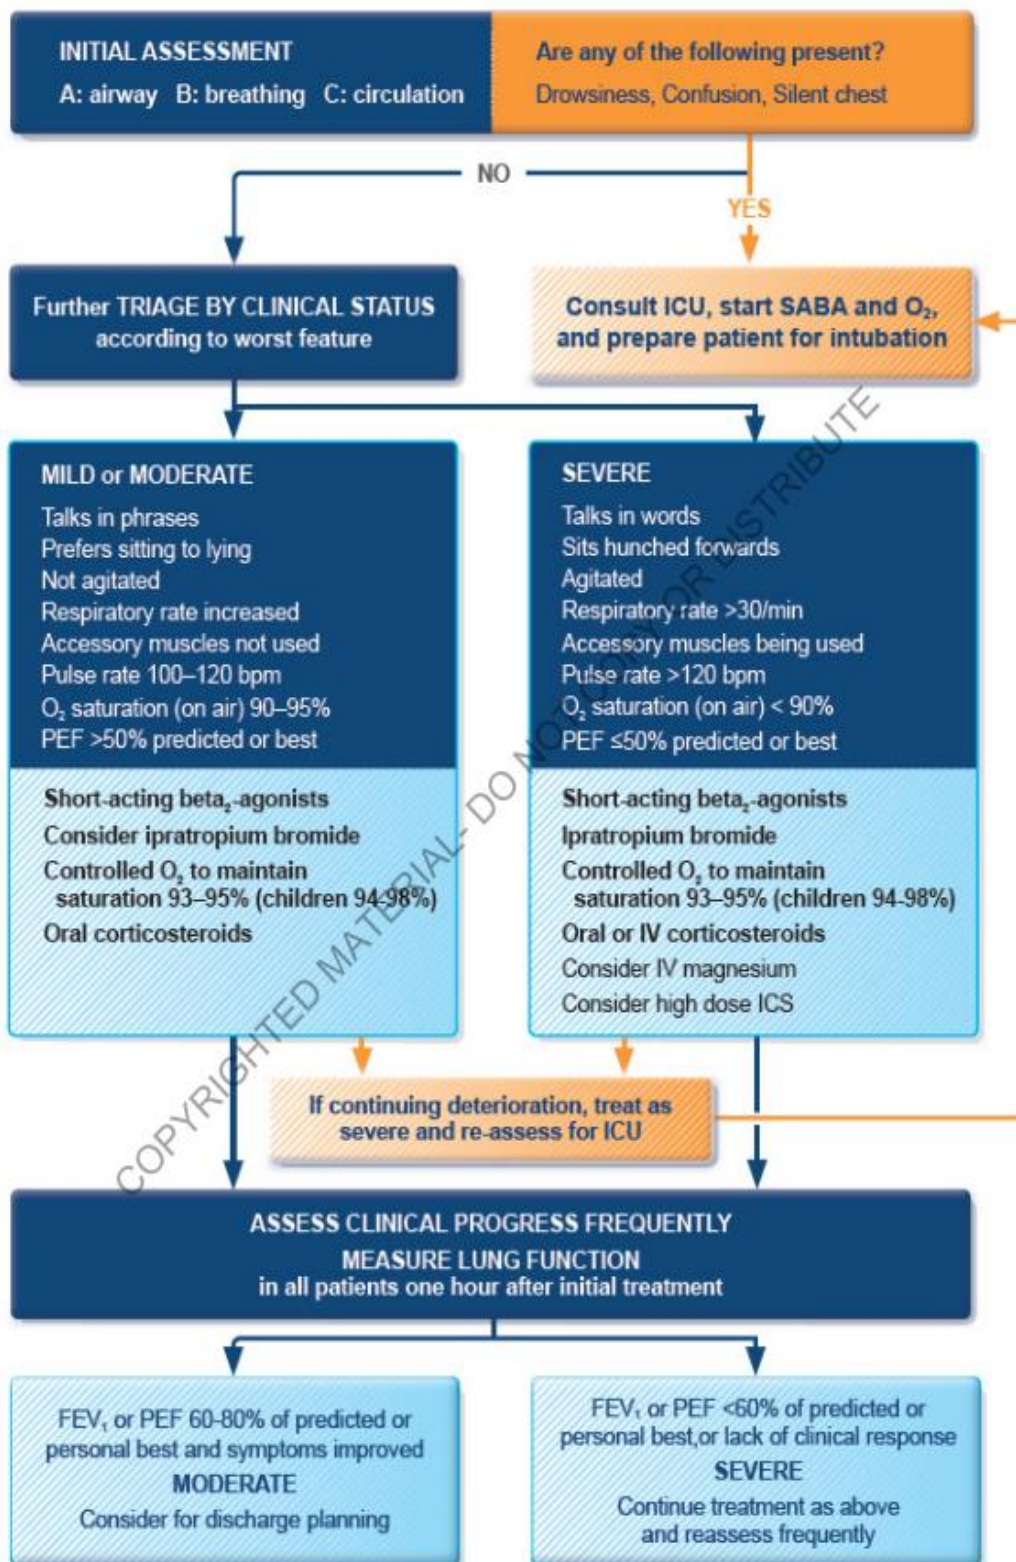 INITIAL ASSESSMENT
A: airway B: breathing C: circulation
Are any of the following present?
Drowsiness, Confusion, Silent chest
NO
YES
Further TRIAGE BY CLINICAL STATUS
according to worst feature
Consult ICU, start SABA and O₂,
and prepare patient for intubation
MILD or MODERATE
Talks in phrases
Prefers sitting to lying
Not agitated
Respiratory rate increased
Accessory muscles not used
Pulse rate 100–120 bpm
O₂ saturation (on air) 90–95%
PEF >50% predicted or best
SEVERE
Talks in words
Sits hunched forwards
Agitated
Respiratory rate >30/min
Accessory muscles being used
Pulse rate >120 bpm
O₂ saturation (on air) < 90%
PEF ≤50% predicted or best
Short-acting beta₂-agonists
Consider ipratropium bromide
Controlled O₂ to maintain
saturation 93–95% (children 94-98%)
Oral corticosteroids
Short-acting beta₂-agonists
Ipratropium bromide
Controlled O₂ to maintain
saturation 93–95% (children 94-98%)
Oral or IV corticosteroids
Consider IV magnesium
Consider high dose ICS
If continuing deterioration, treat as
severe and re-assess for ICU
ASSESS CLINICAL PROGRESS FREQUENTLY
MEASURE LUNG FUNCTION
in all patients one hour after initial treatment
FEV₁ or PEF 60-80% of predicted or
personal best and symptoms improved
MODERATE
Consider for discharge planning
FEV₁ or PEF <60% of predicted or
personal best,or lack of clinical response
SEVERE
Continue treatment as above
and reassess frequently
COPYRIGHTED MATERIAL- DO NOT COPY OR DISTRIBUTE